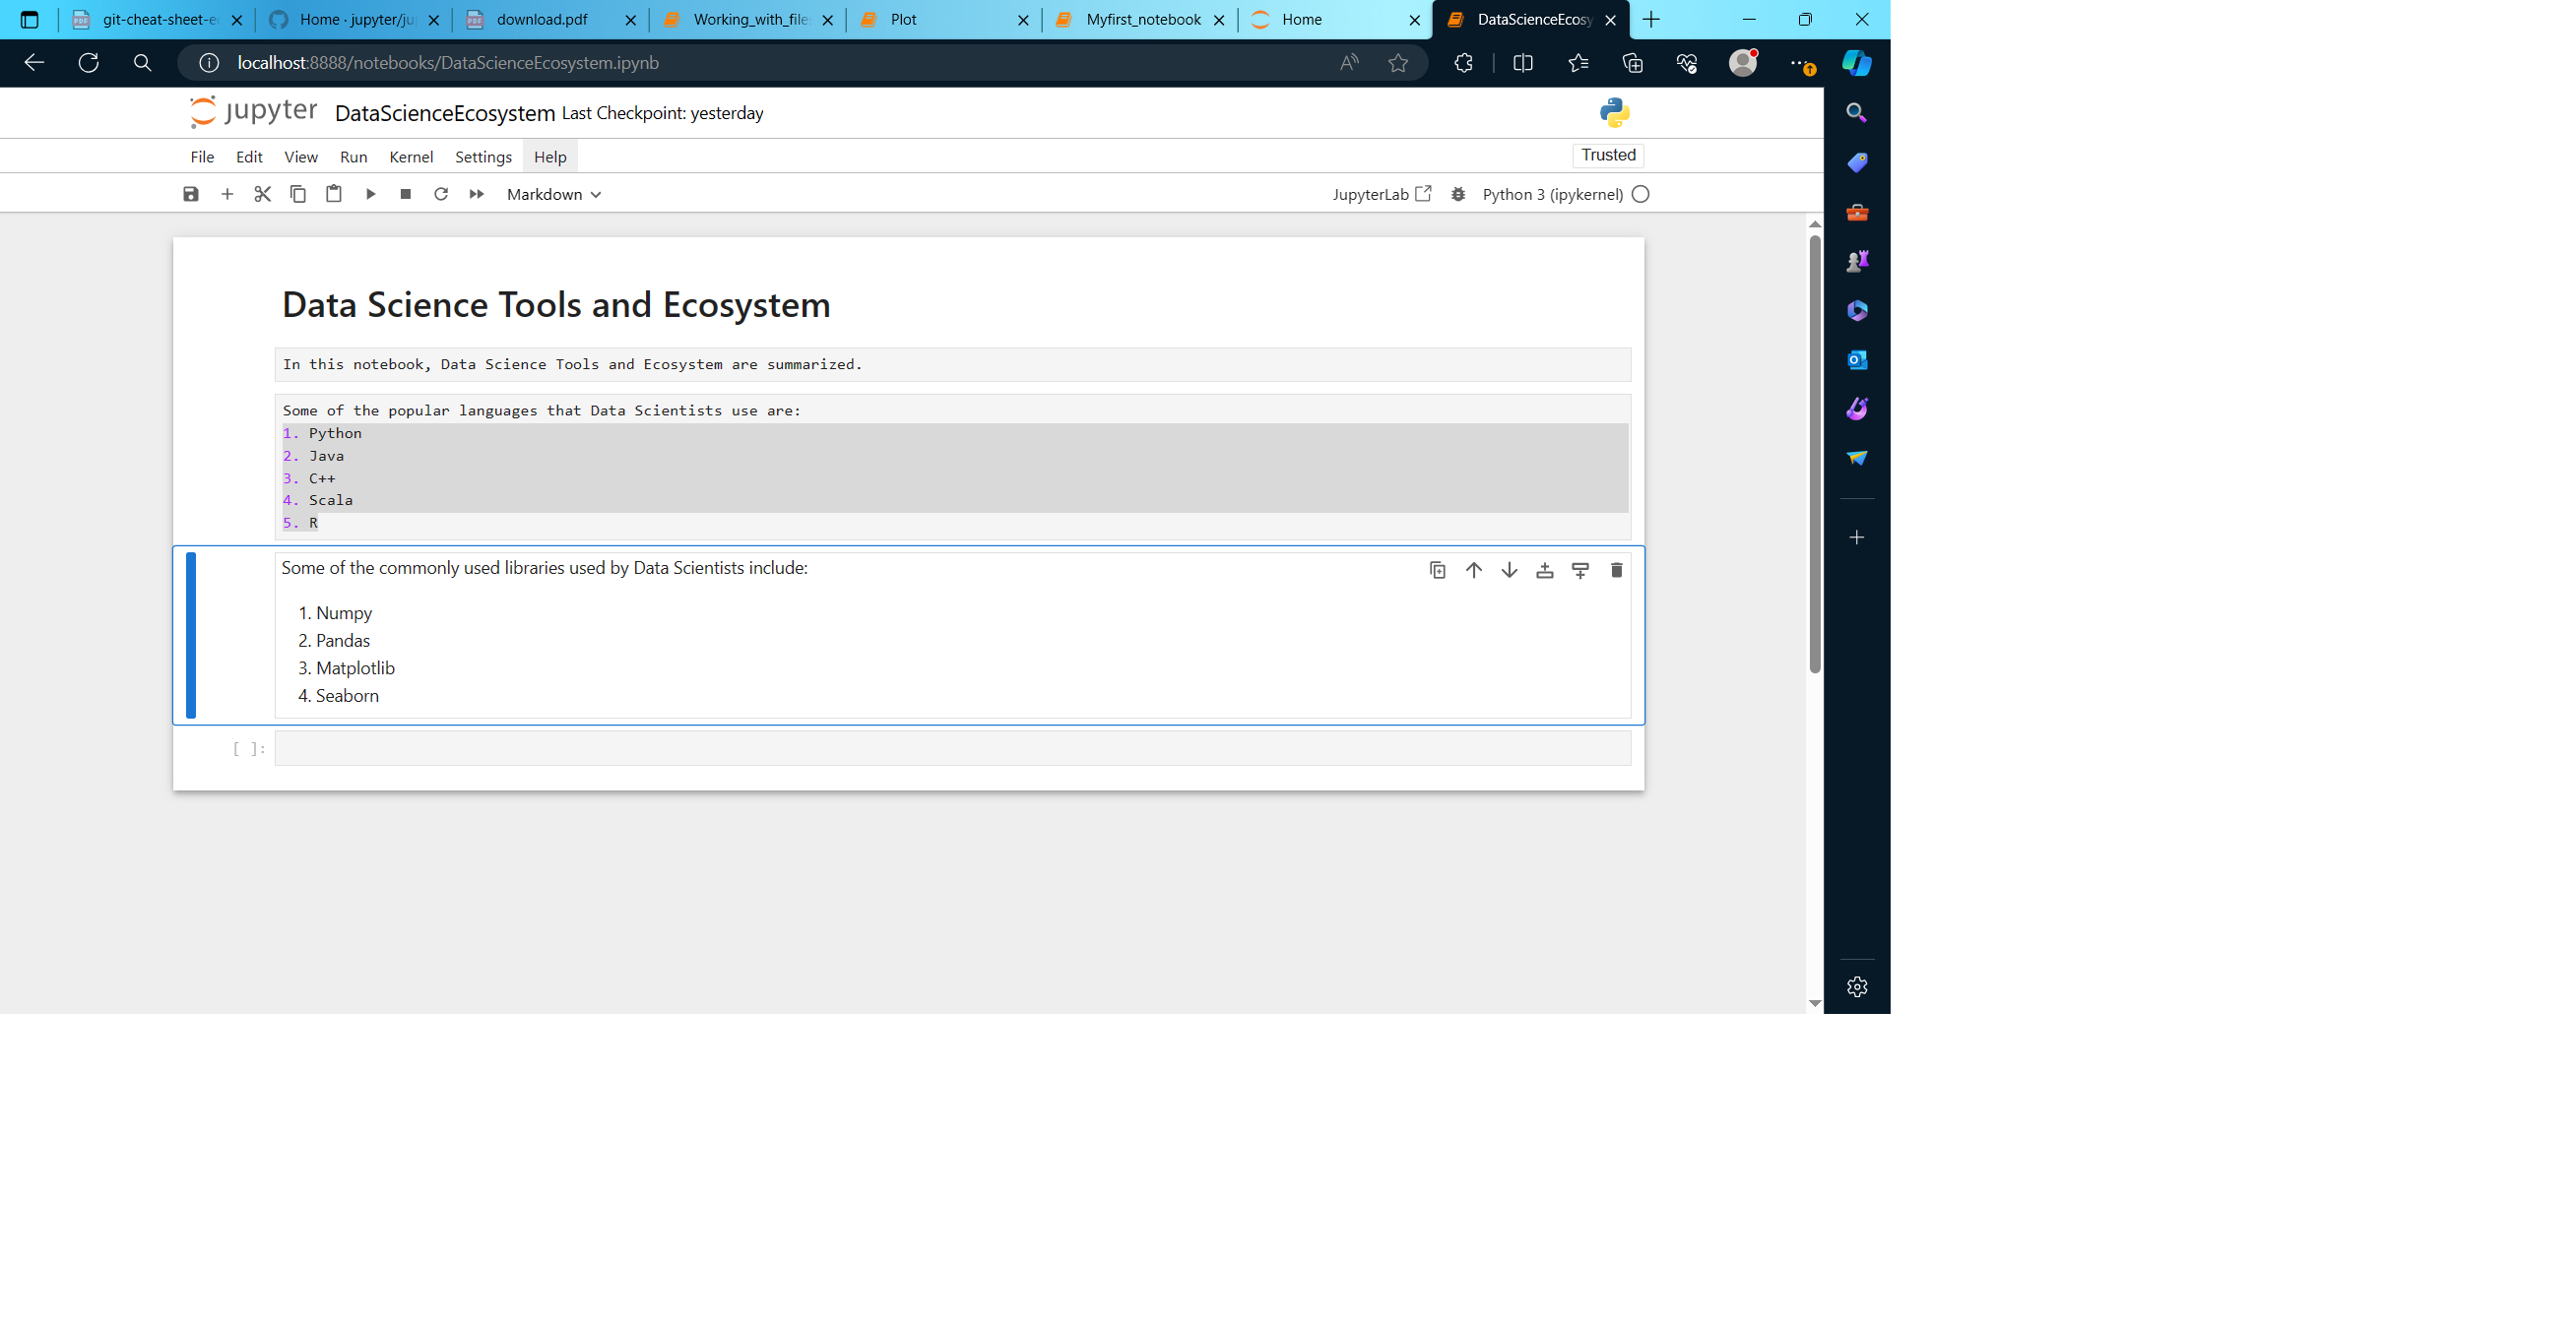 git-cheat-sheet-e
Home · jupyter/ju
download.pdf
Working_with_file
Plot
Myfirst_notebook
Home
DataScienceEcosy
localhost:8888/notebooks/DataScienceEcosystem.ipynb
jupyter DataScienceEcosystem Last Checkpoint: yesterday
File Edit View Run Kernel Settings Help Trusted
Markdown JupyterLab Python 3 (ipykernel)
Data Science Tools and Ecosystem
In this notebook, Data Science Tools and Ecosystem are summarized.
Some of the popular languages that Data Scientists use are:
1. Python
2. Java
3. C++
4. Scala
5. R
Some of the commonly used libraries used by Data Scientists include:
1. Numpy
2. Pandas
3. Matplotlib
4. Seaborn
[ ]: